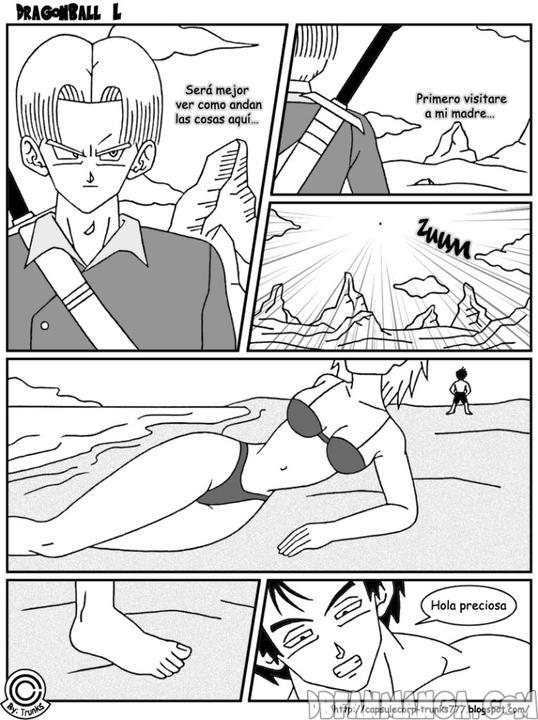 DRAGONBALL L
Será mejor
ver como andan
las cosas aquí...
Primero visitare
a mi madre...
ZUUM
Hola preciosa
C
By: Trunks
DBZMANGA.COM
http://capsulecorp-trunks777.blogspot.com/